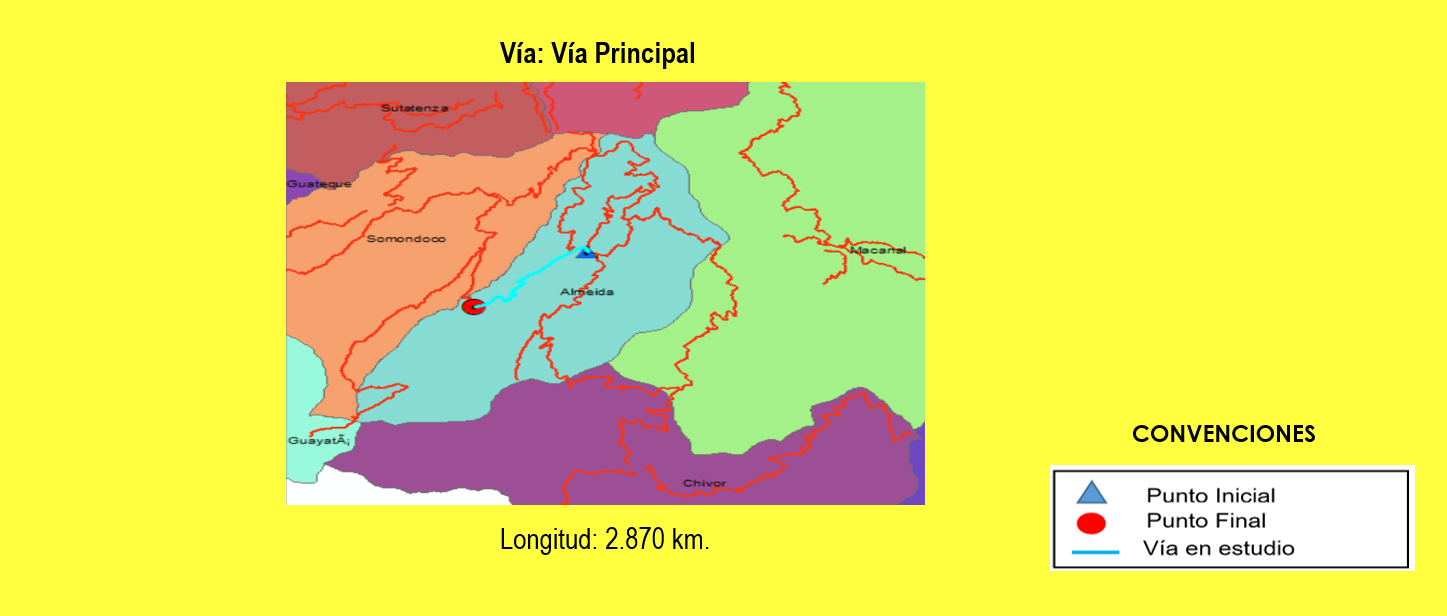 Vía: Vía Principal
Sutatenza
Guateque
Somondoco
Macanal
Almeida
GuayatÃ¡
Chivor
Longitud: 2.870 km.
CONVENCIONES
Punto Inicial
Punto Final
Vía en estudio